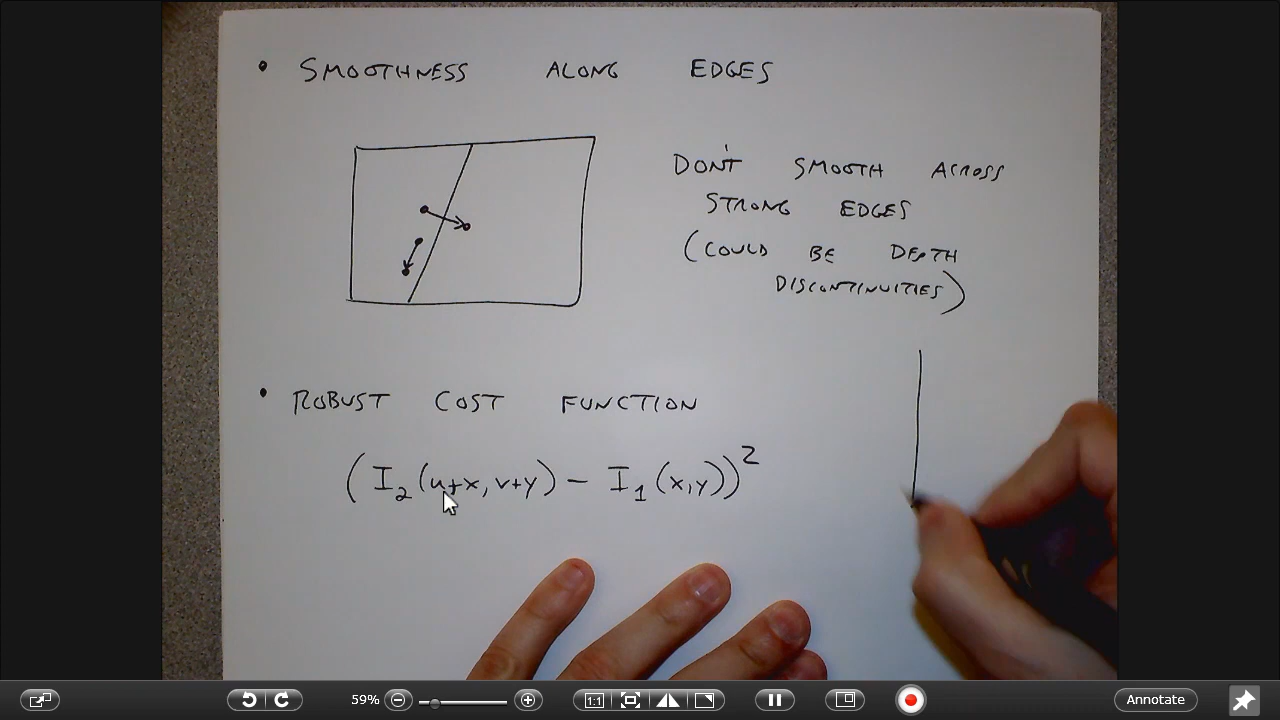 • SMOOTHNESS ALONG EDGES
DON'T SMOOTH ACROSS
STRONG EDGES
(COULD BE DEPTH
DISCONTINUITIES)
• ROBUST COST FUNCTION
(I₂(u+x, v+y) – I₁(x,y))²
59%
1:1
Annotate